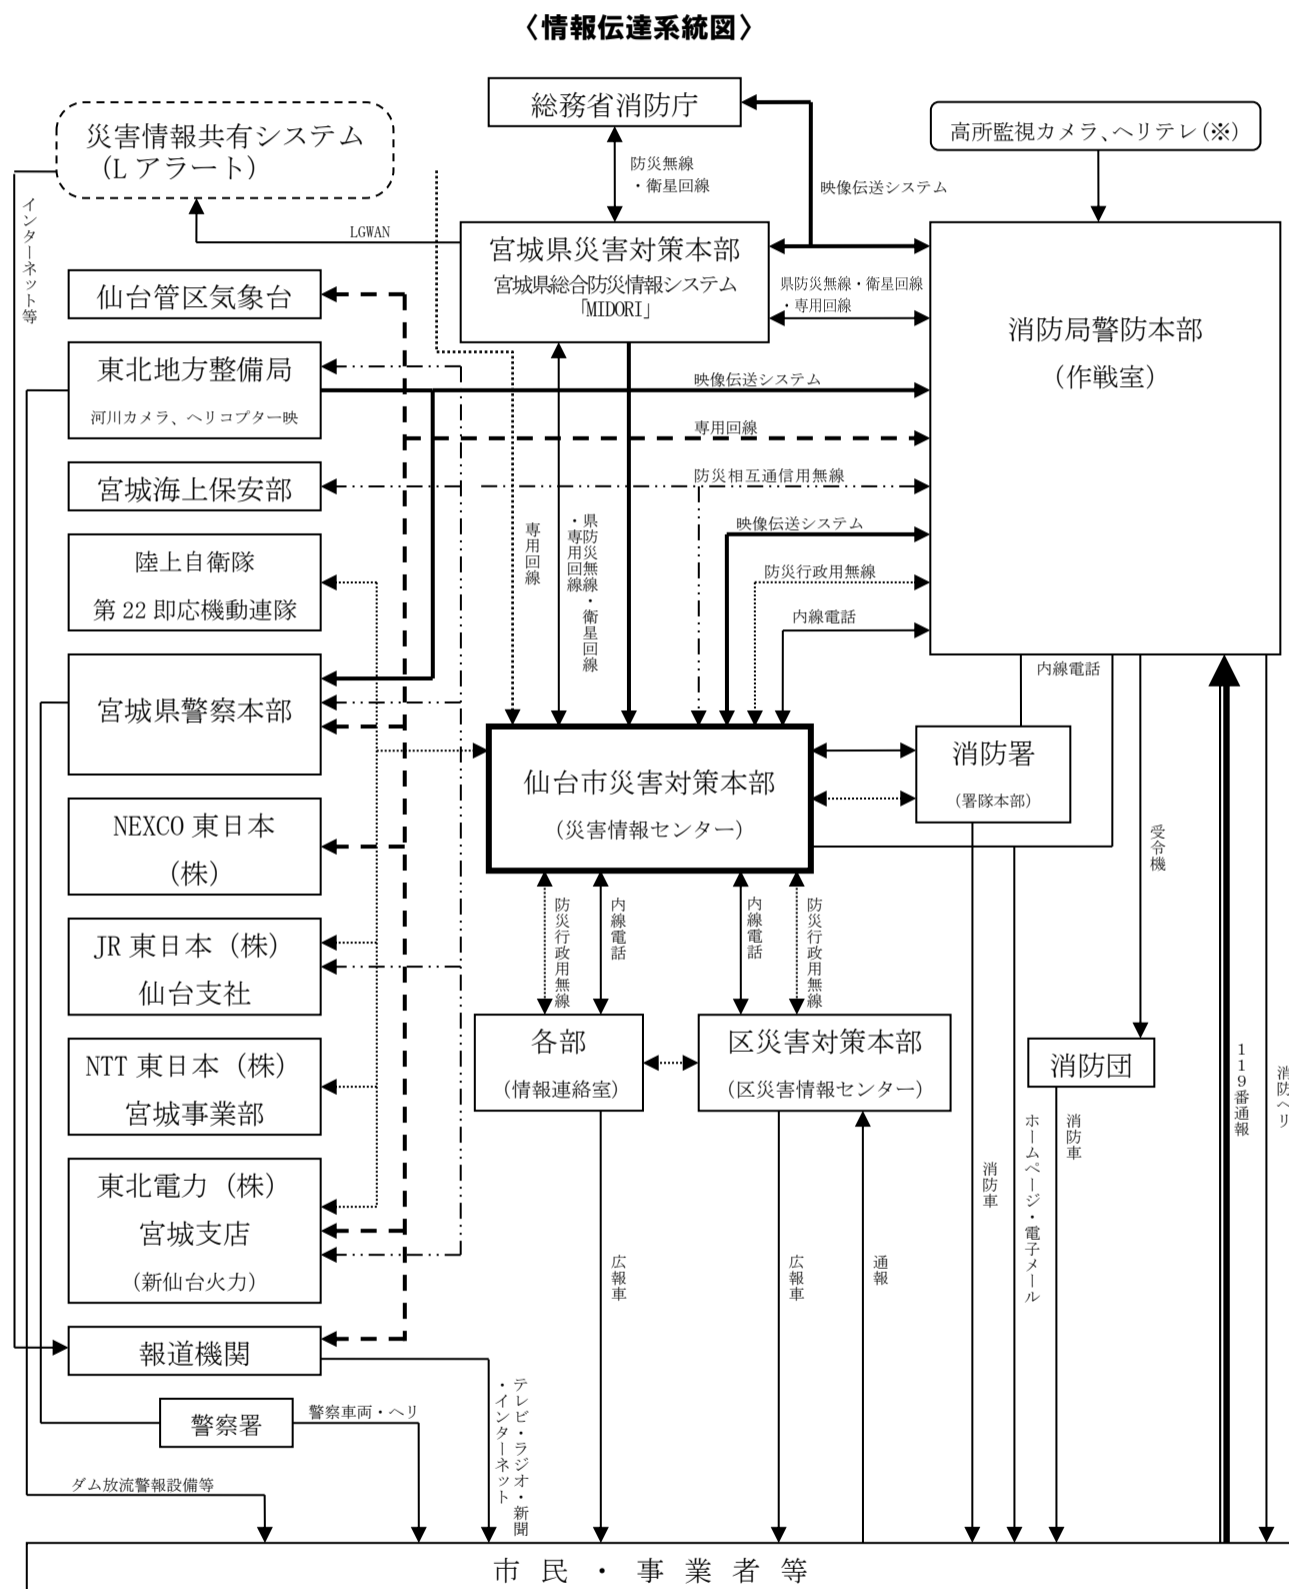 〈情報伝達系統図〉
総務省消防庁
災害情報共有システム
(Lアラート)
高所監視カメラ、ヘリテレ(※)
防災無線
・衛星回線
映像伝送システム
インターネット等
LGWAN
宮城県災害対策本部
宮城県総合防災情報システム
「MIDORI」
県防災無線・衛星回線
・専用回線
消防局警防本部
(作戦室)
仙台管区気象台
東北地方整備局
河川カメラ、ヘリコプター映
映像伝送システム
専用回線
宮城海上保安部
防災相互通信用無線
専用回線
県防災無線・衛星回線
・専用回線
映像伝送システム
防災行政用無線
内線電話
陸上自衛隊
第22即応機動連隊
宮城県警察本部
内線電話
仙台市災害対策本部
(災害情報センター)
消防署
(署隊本部)
受令機
NEXCO 東日本
(株)
JR 東日本 (株)
仙台支社
防災行政用無線
内線電話
内線電話
防災行政用無線
各部
(情報連絡室)
区災害対策本部
(区災害情報センター)
消防団
119番通報
消防ヘリ
NTT 東日本 (株)
宮城事業部
東北電力 (株)
宮城支店
(新仙台火力)
消防車
ホームページ・電子メール
消防車
広報車
広報車
通報
報道機関
テレビ・ラジオ・新聞
・インターネット
警察署
警察車両・ヘリ
ダム放流警報設備等
市民・事業者等